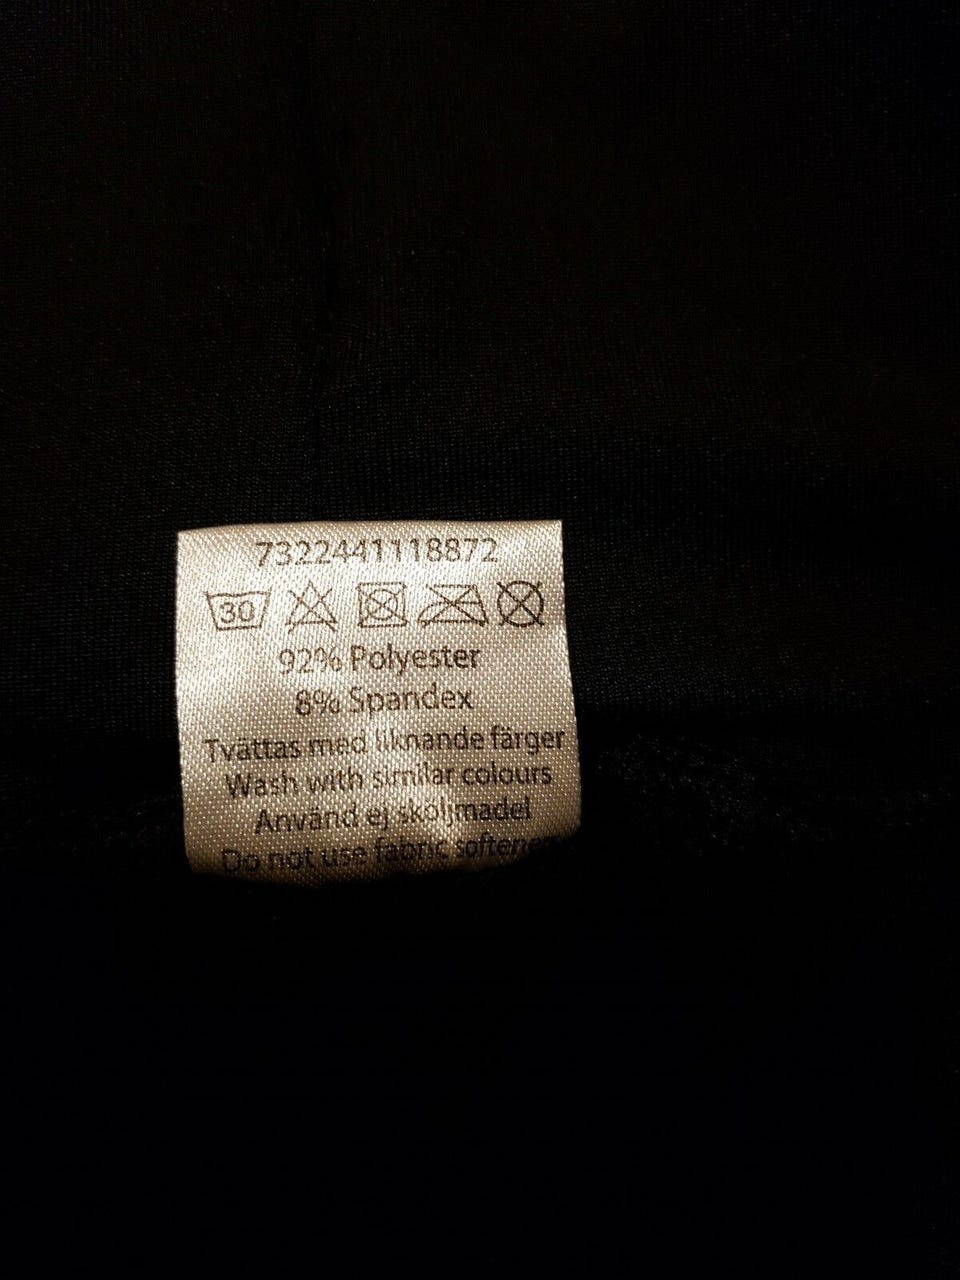 7322441118872
30
92% Polyester
8% Spandex
Tvättas med liknande färger
Wash with similar colours
Använd ej sköljmadel
Do not use fabric softener